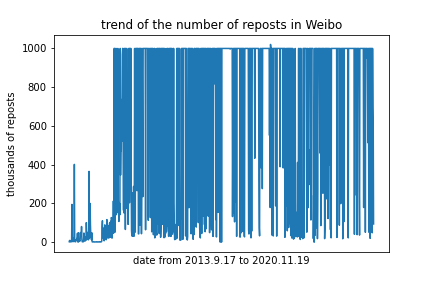 trend of the number of reposts in Weibo
1000
800
600
400
200
0
thousands of reposts
date from 2013.9.17 to 2020.11.19